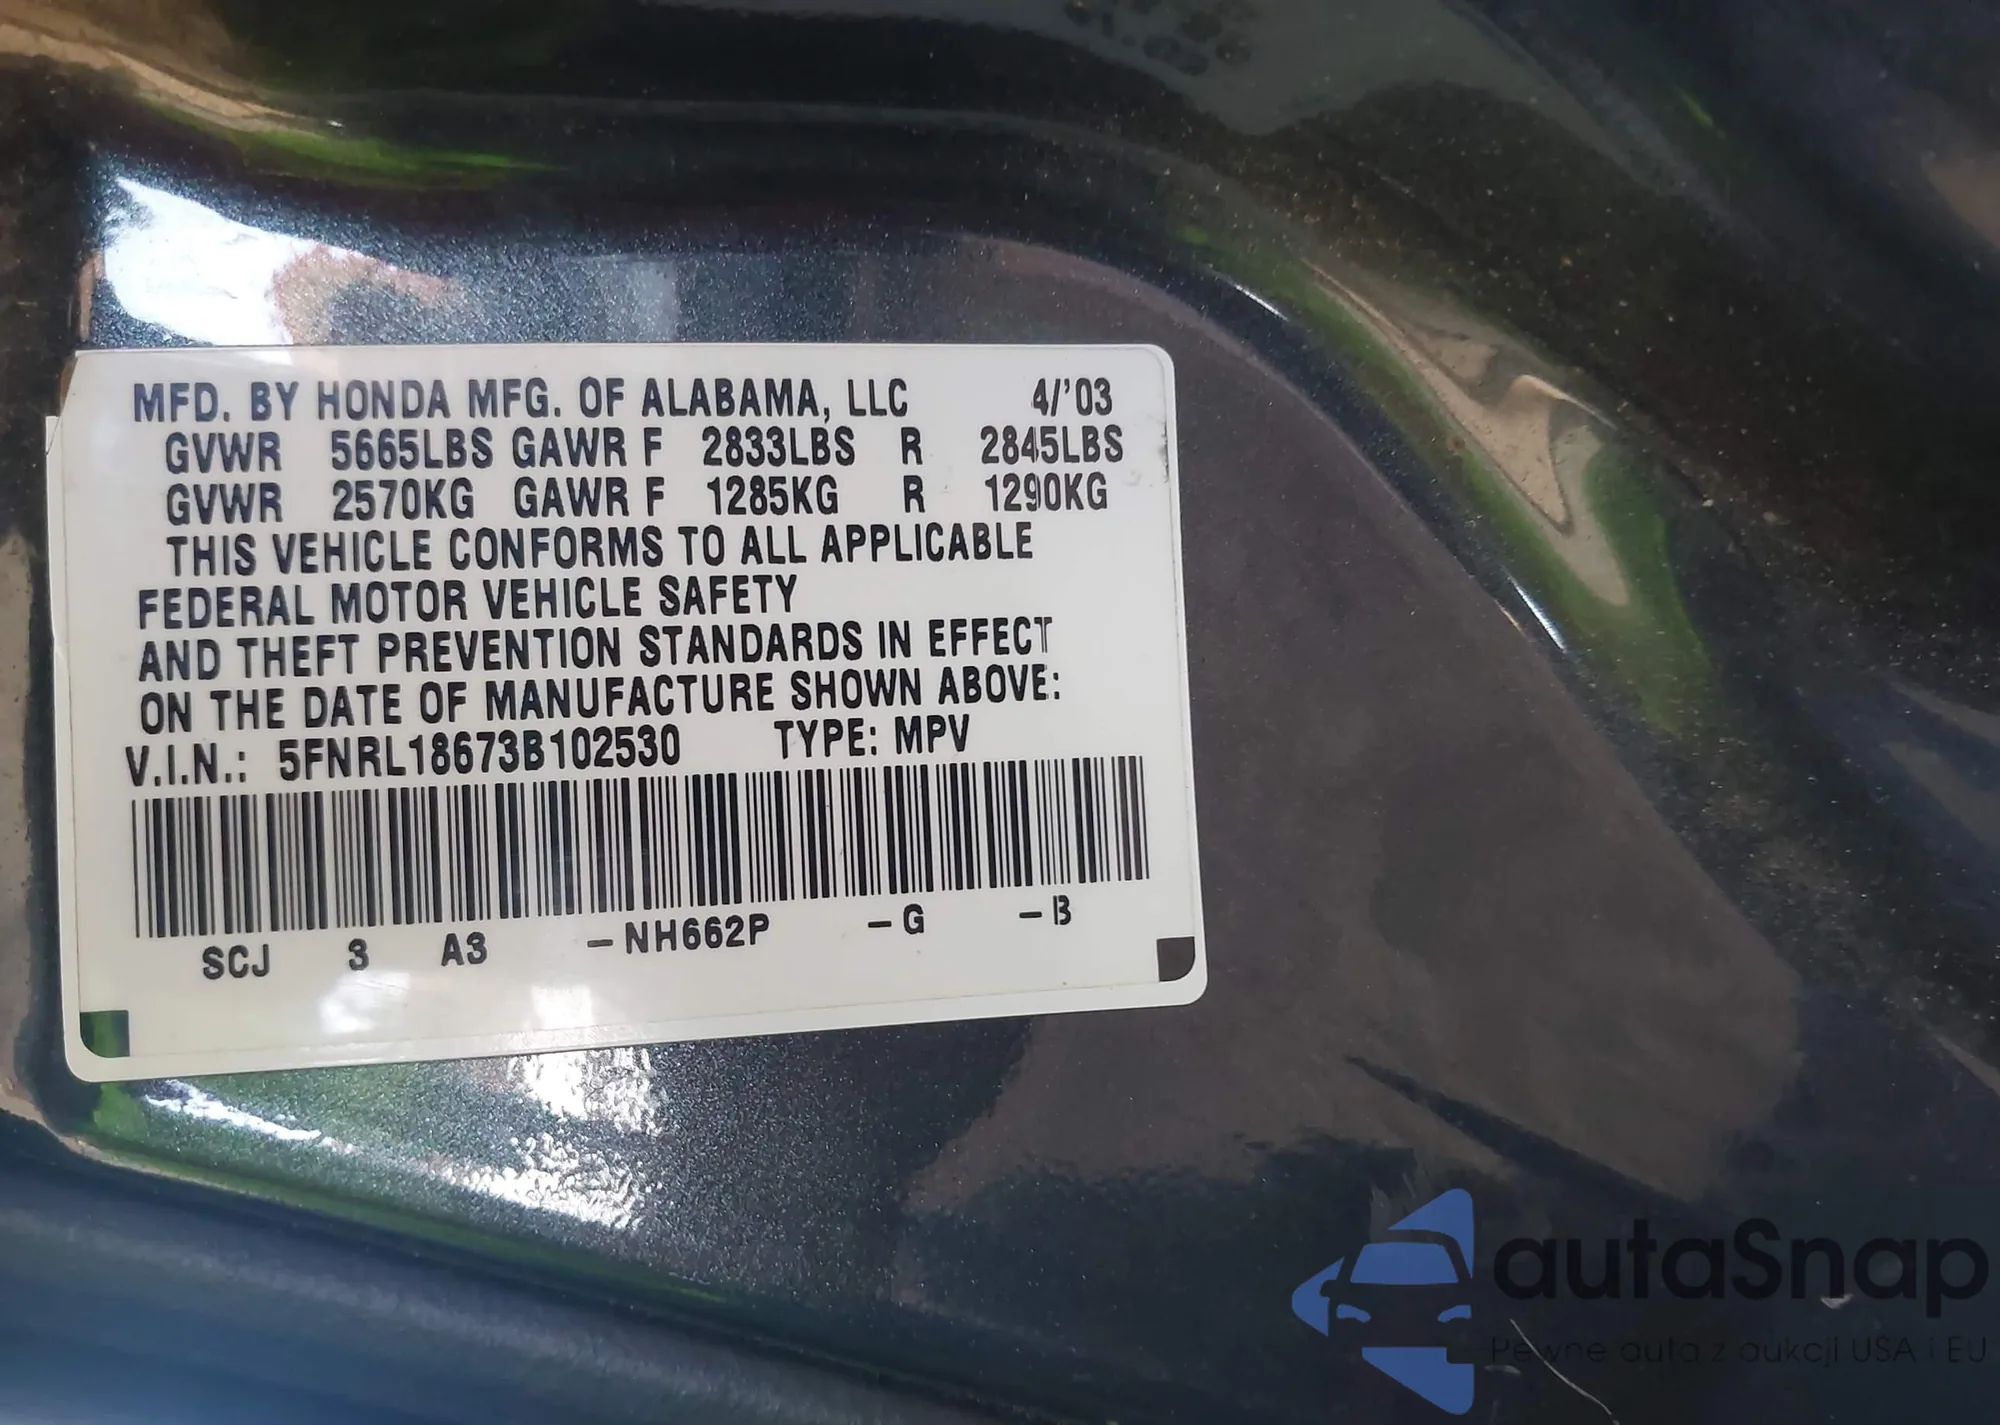 MFD. BY HONDA MFG. OF ALABAMA, LLC 4/'03
GVWR 5665LBS GAWR F 2833LBS R 2845LBS
GVWR 2570KG GAWR F 1285KG R 1290KG
THIS VEHICLE CONFORMS TO ALL APPLICABLE
FEDERAL MOTOR VEHICLE SAFETY
AND THEFT PREVENTION STANDARDS IN EFFECT
ON THE DATE OF MANUFACTURE SHOWN ABOVE:
V.I.N.: 5FNRL18673B102530 TYPE: MPV
SCJ 3 A3 -NH662P -G -B
autaSnap
Pewne auta z aukcji USA i EU